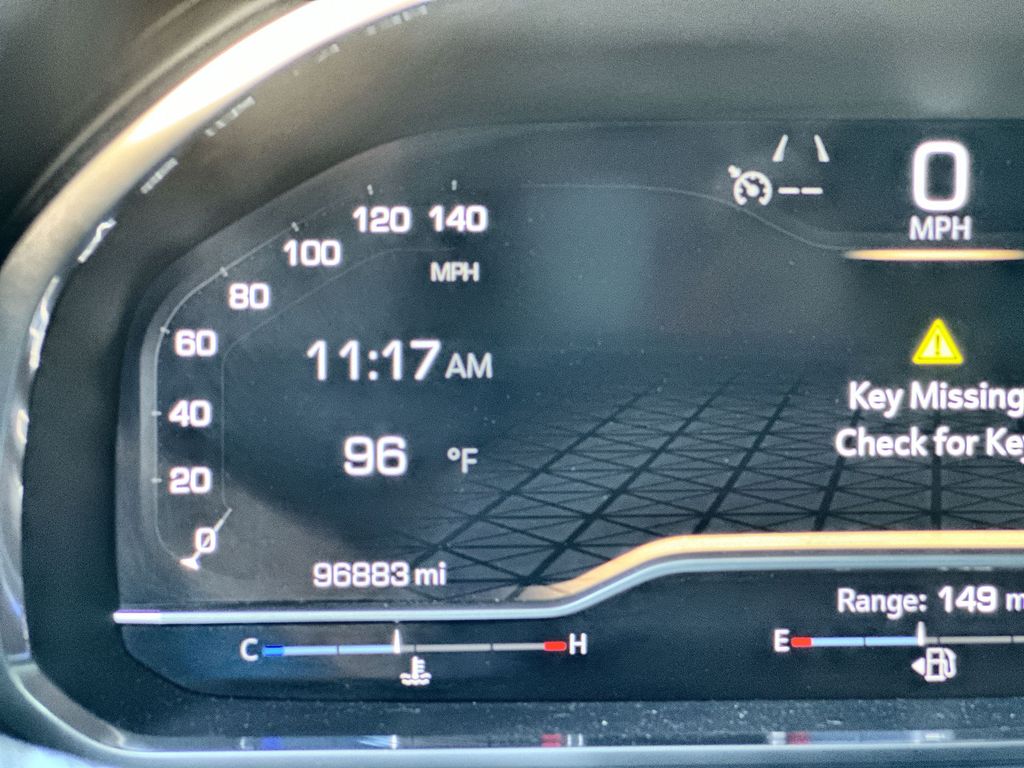 0
MPH
120 140
100
MPH
80
60
11:17 AM
Key Missing
40
Check for Key
96 °F
20
0
96883 mi
Range: 149 m
C H
E